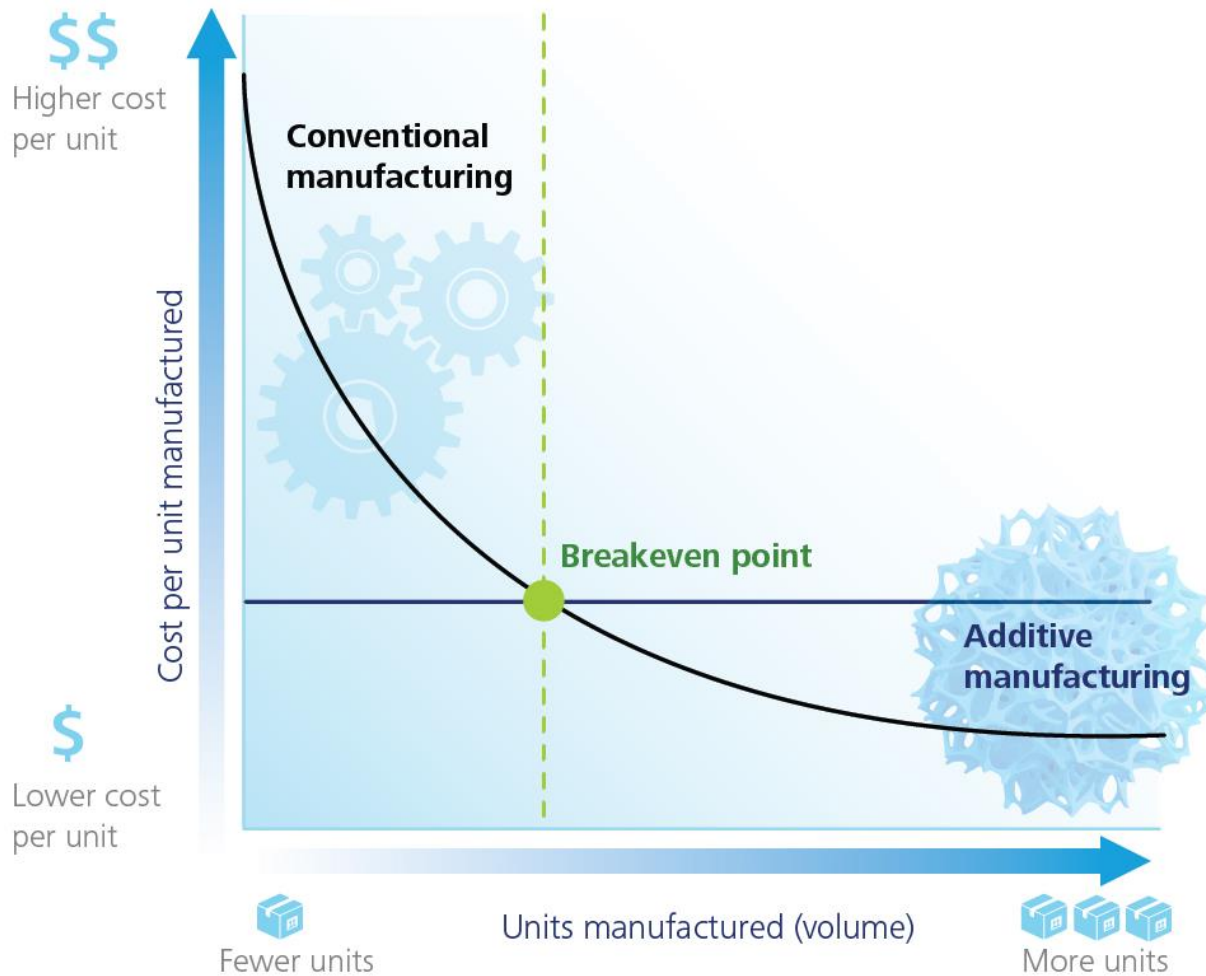 $$
Higher cost
per unit
Conventional
manufacturing
Cost per unit manufactured
Breakeven point
Additive
manufacturing
$
Lower cost
per unit
Units manufactured (volume)
Fewer units
More units